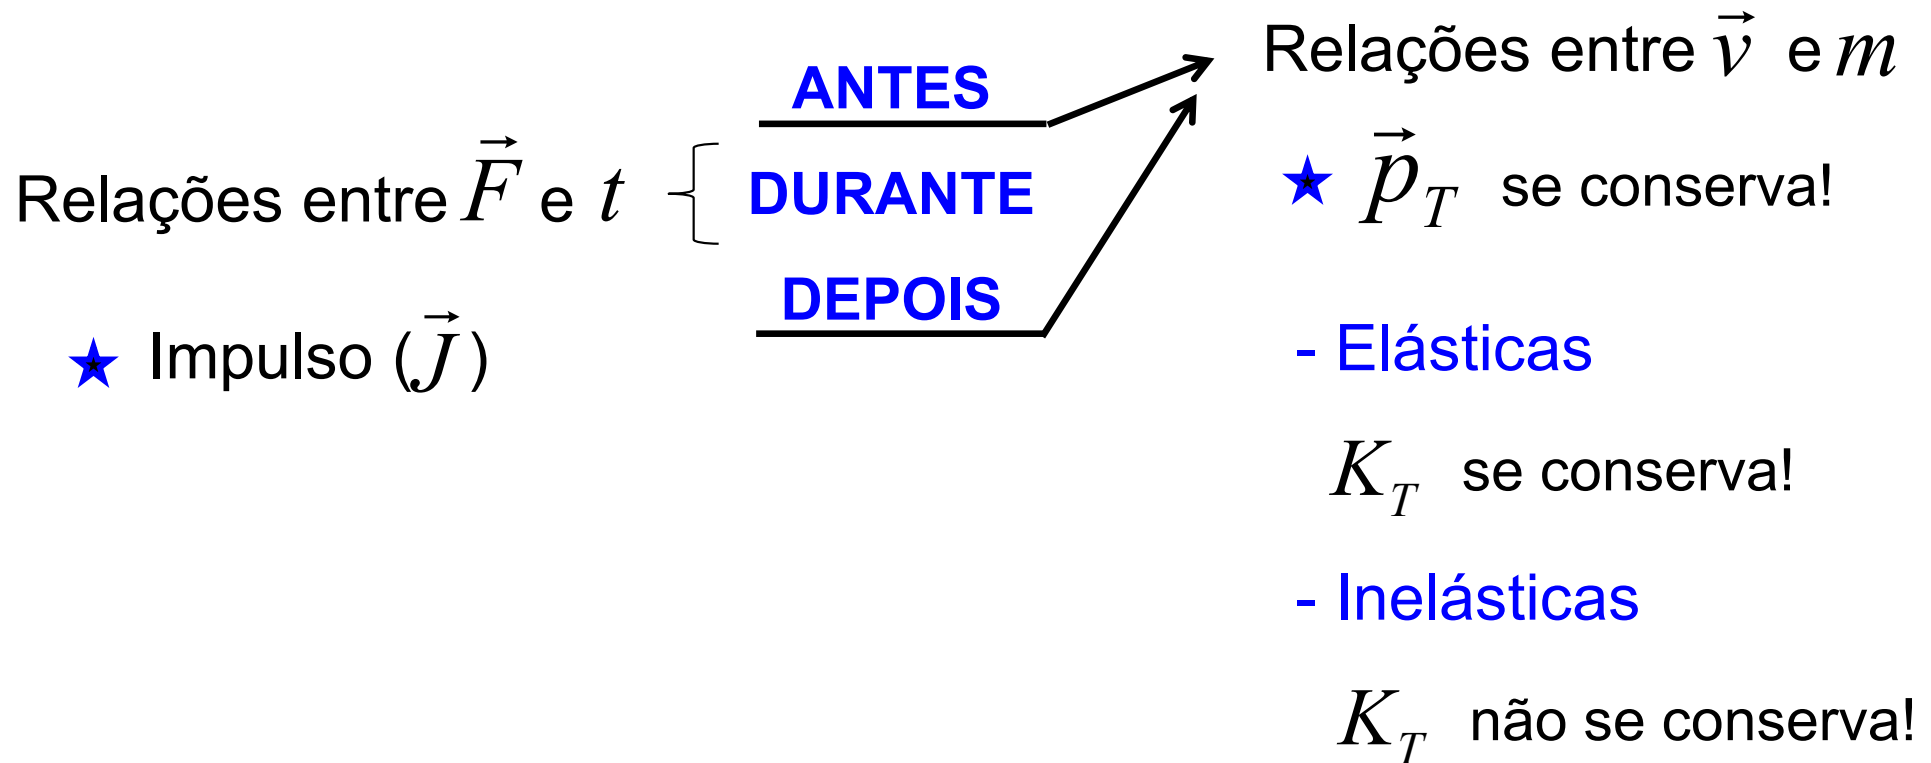 Relações entre F⃗ e t
★ Impulso (J⃗)
ANTES
DURANTE
DEPOIS
Relações entre v⃗ e m
★ p⃗_T se conserva!
- Elásticas
K_T se conserva!
- Inelásticas
K_T não se conserva!